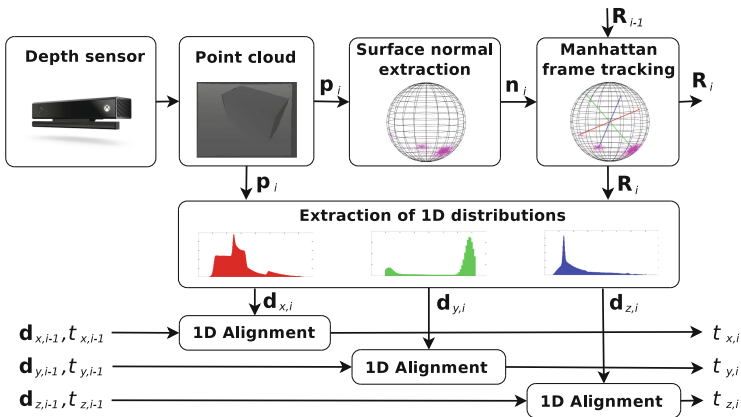 R i-1
Depth sensor
Point cloud
Surface normal
extraction
Manhattan
frame tracking
p i
n i
R i
p i
R i
Extraction of 1D distributions
d x,i
d y,i
d z,i
d x,i-1, t x,i-1
1D Alignment
t x,i
d y,i-1, t y,i-1
1D Alignment
t y,i
d z,i-1, t z,i-1
1D Alignment
t z,i